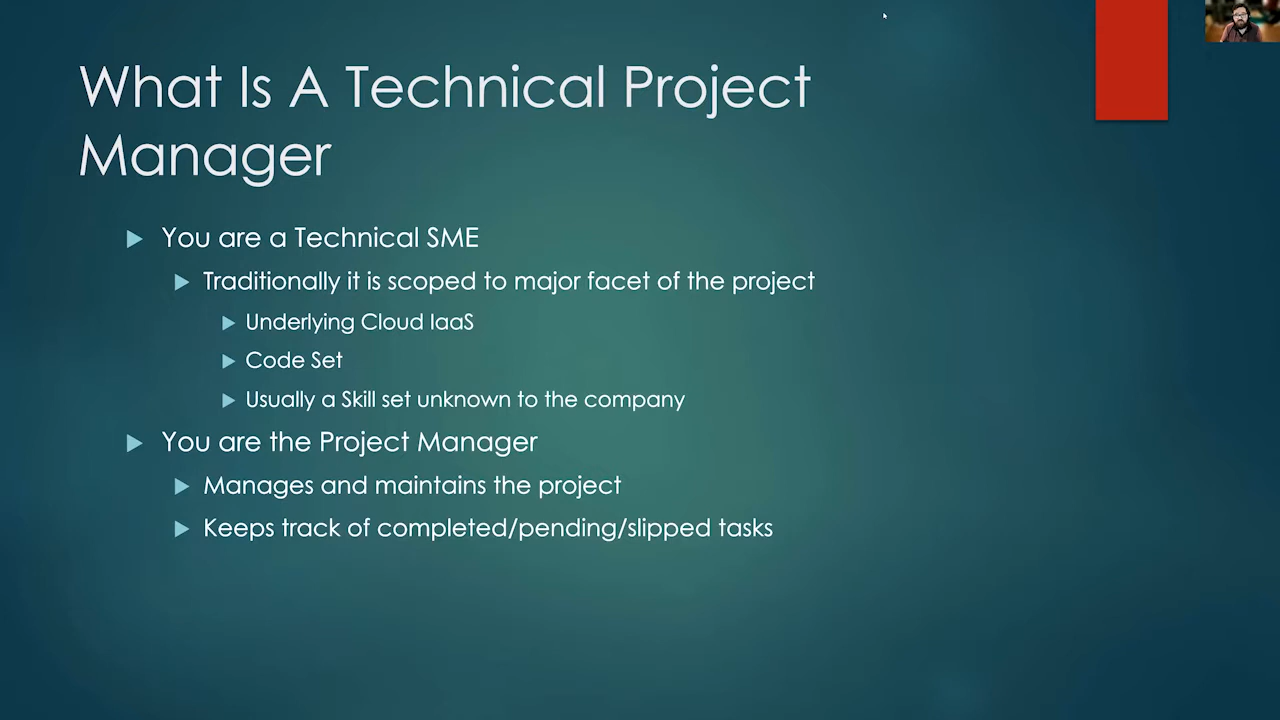 What Is A Technical Project
Manager
You are a Technical SME
Traditionally it is scoped to major facet of the project
Underlying Cloud IaaS
Code Set
Usually a Skill set unknown to the company
You are the Project Manager
Manages and maintains the project
Keeps track of completed/pending/slipped tasks